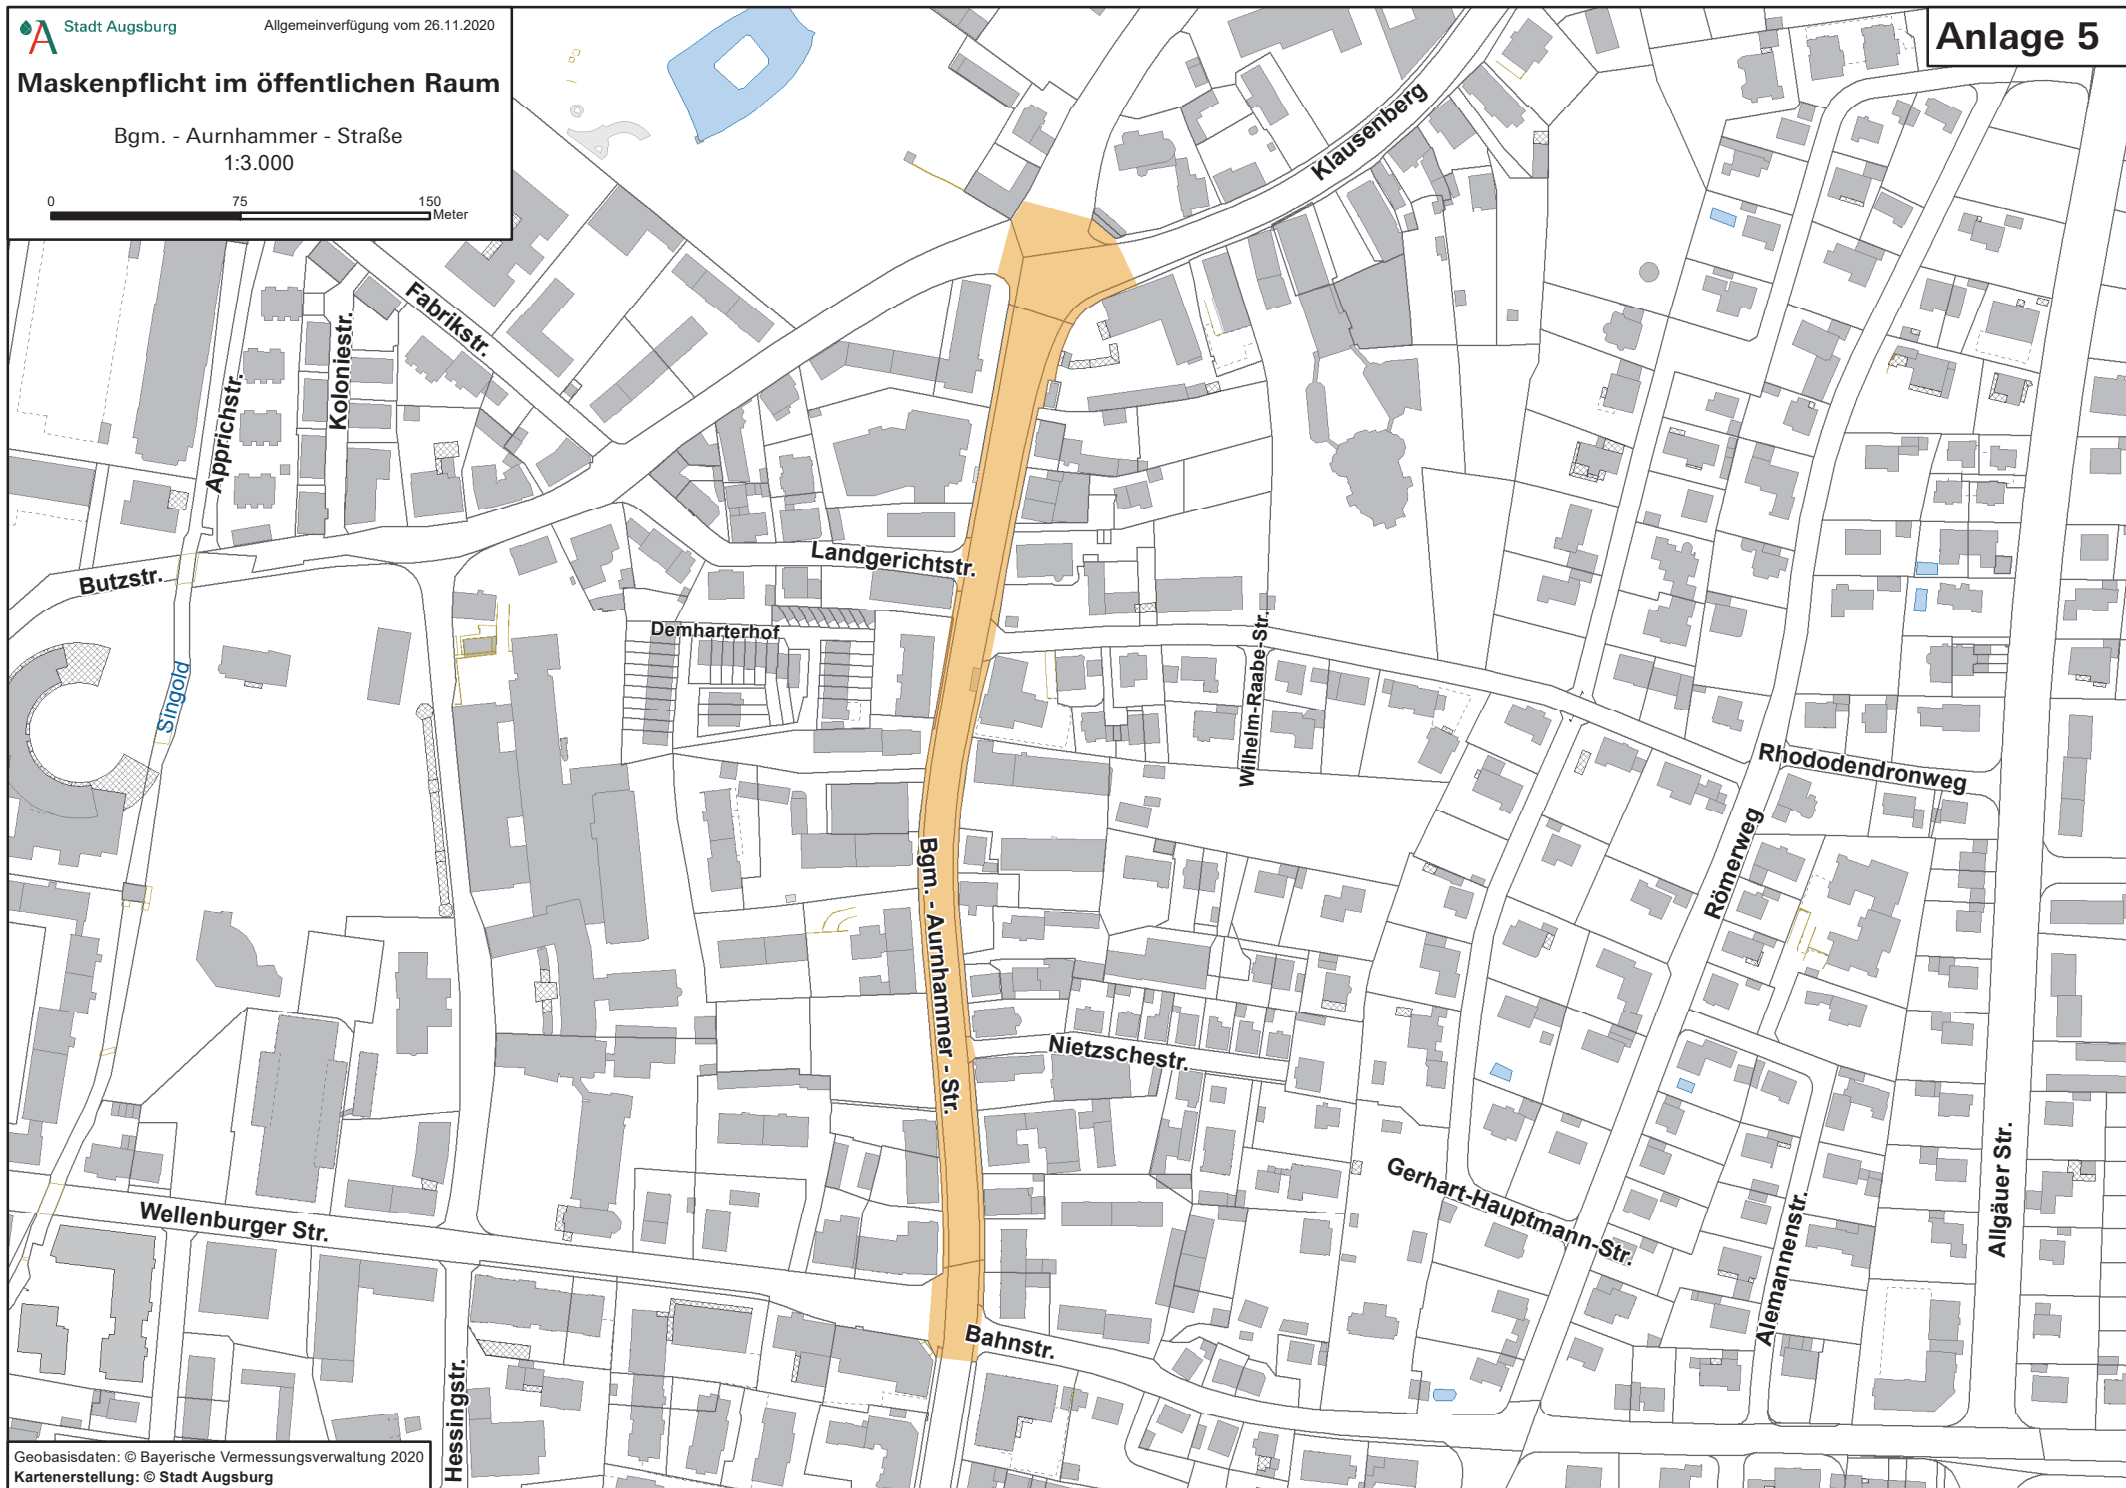 Stadt Augsburg
Allgemeinverfügung vom 26.11.2020
Anlage 5
Maskenpflicht im öffentlichen Raum
Bgm. - Aurnhammer - Straße
1:3.000
0 75 150
Meter
Klausenberg
Fabrikstr.
Koloniestr.
Apprichstr.
Butzstr.
Landgerichtstr.
Demharterhof
Singold
Wilhelm-Raabe-Str.
Rhododendronweg
Römerweg
Bgm. - Aurnhammer - Str.
Nietzschestr.
Gerhart-Hauptmann-Str.
Alemannenstr.
Allgäuer Str.
Wellenburger Str.
Bahnstr.
Hessingstr.
Geobasisdaten: © Bayerische Vermessungsverwaltung 2020
Kartenerstellung: © Stadt Augsburg